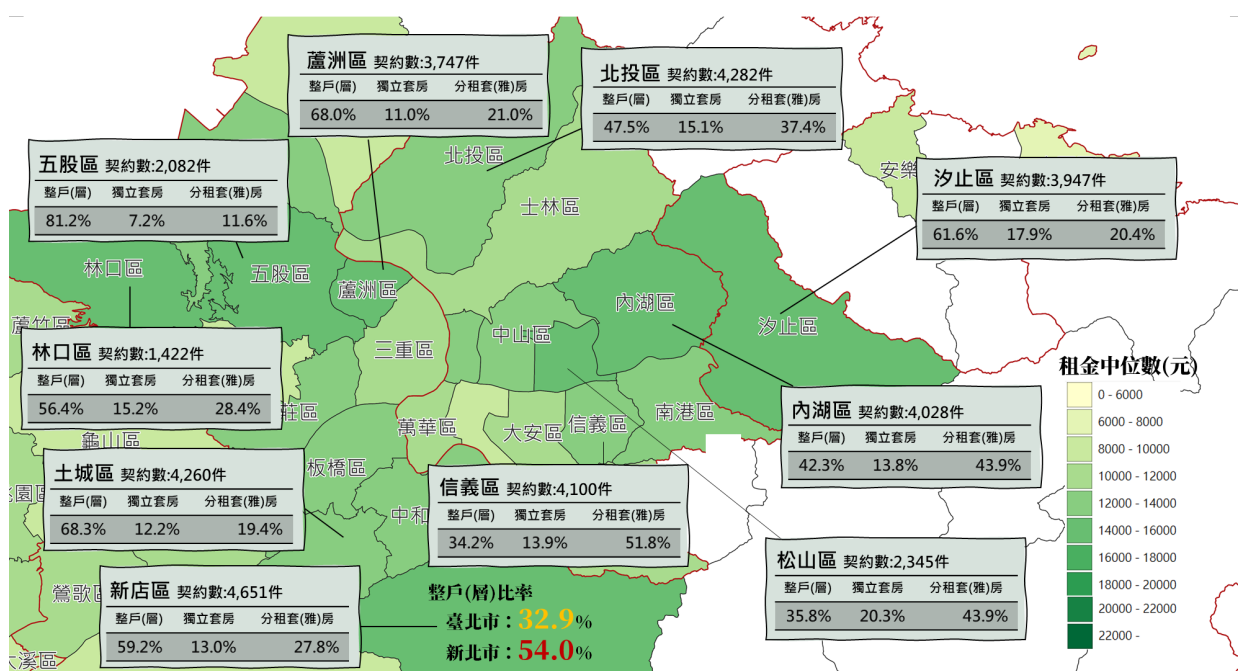 蘆洲區 契約數:3,747件
整戶(層) 獨立套房 分租套(雅)房
68.0% 11.0% 21.0%
北投區 契約數:4,282件
整戶(層) 獨立套房 分租套(雅)房
47.5% 15.1% 37.4%
五股區 契約數:2,082件
整戶(層) 獨立套房 分租套(雅)房
81.2% 7.2% 11.6%
汐止區 契約數:3,947件
整戶(層) 獨立套房 分租套(雅)房
61.6% 17.9% 20.4%
北投區
安樂
士林區
林口區
五股區
蘆洲區
內湖區
汐止區
蘆竹區
中山區
三重區
林口區 契約數:1,422件
整戶(層) 獨立套房 分租套(雅)房
56.4% 15.2% 28.4%
租金中位數(元)
0 - 6000
6000 - 8000
8000 - 10000
10000 - 12000
12000 - 14000
14000 - 16000
16000 - 18000
18000 - 20000
20000 - 22000
22000 -
內湖區 契約數:4,028件
整戶(層) 獨立套房 分租套(雅)房
42.3% 13.8% 43.9%
莊區
萬華區
大安區
信義區
南港區
龜山區
板橋區
土城區 契約數:4,260件
整戶(層) 獨立套房 分租套(雅)房
68.3% 12.2% 19.4%
信義區 契約數:4,100件
整戶(層) 獨立套房 分租套(雅)房
34.2% 13.9% 51.8%
園區
中和
松山區 契約數:2,345件
整戶(層) 獨立套房 分租套(雅)房
35.8% 20.3% 43.9%
新店區 契約數:4,651件
整戶(層) 獨立套房 分租套(雅)房
59.2% 13.0% 27.8%
鶯歌
大溪區
整戶(層)比率
臺北市：32.9%
新北市：54.0%